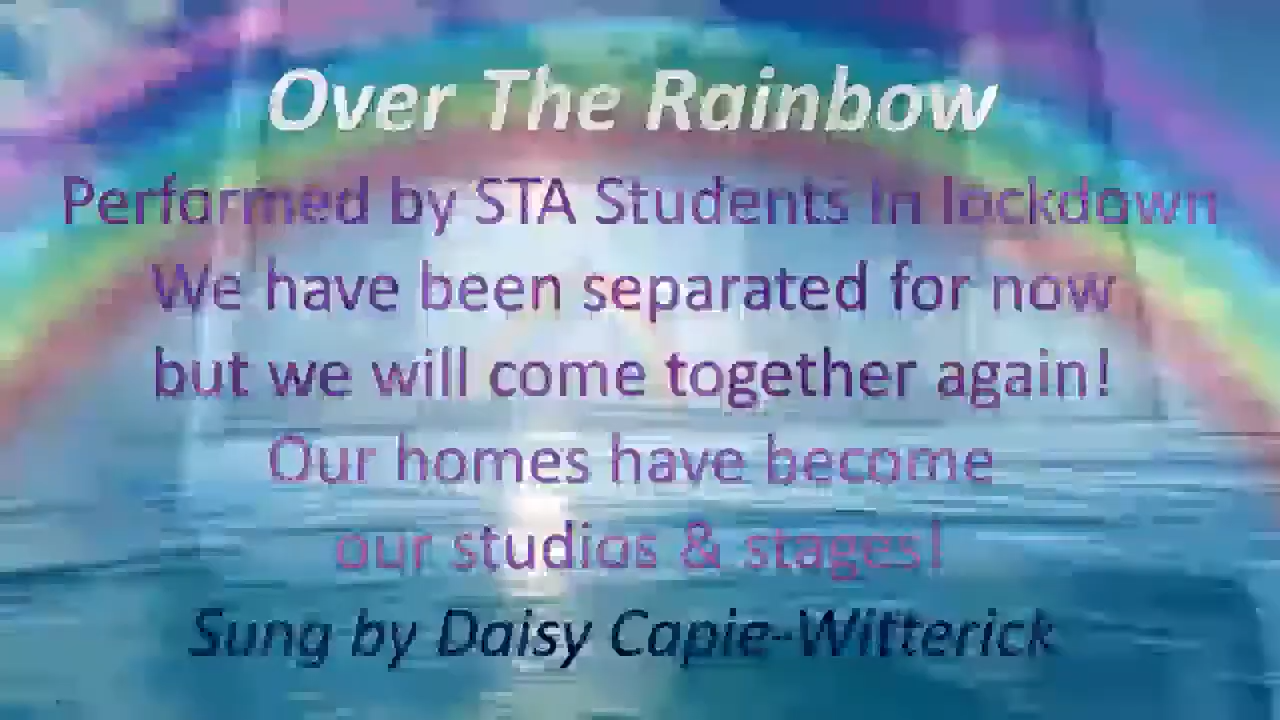 Over The Rainbow
Performed by STA Students in lockdown
We have been separated for now
but we will come together again!
Our homes have become
our studios & stages!
Sung by Daisy Capie-Witterick